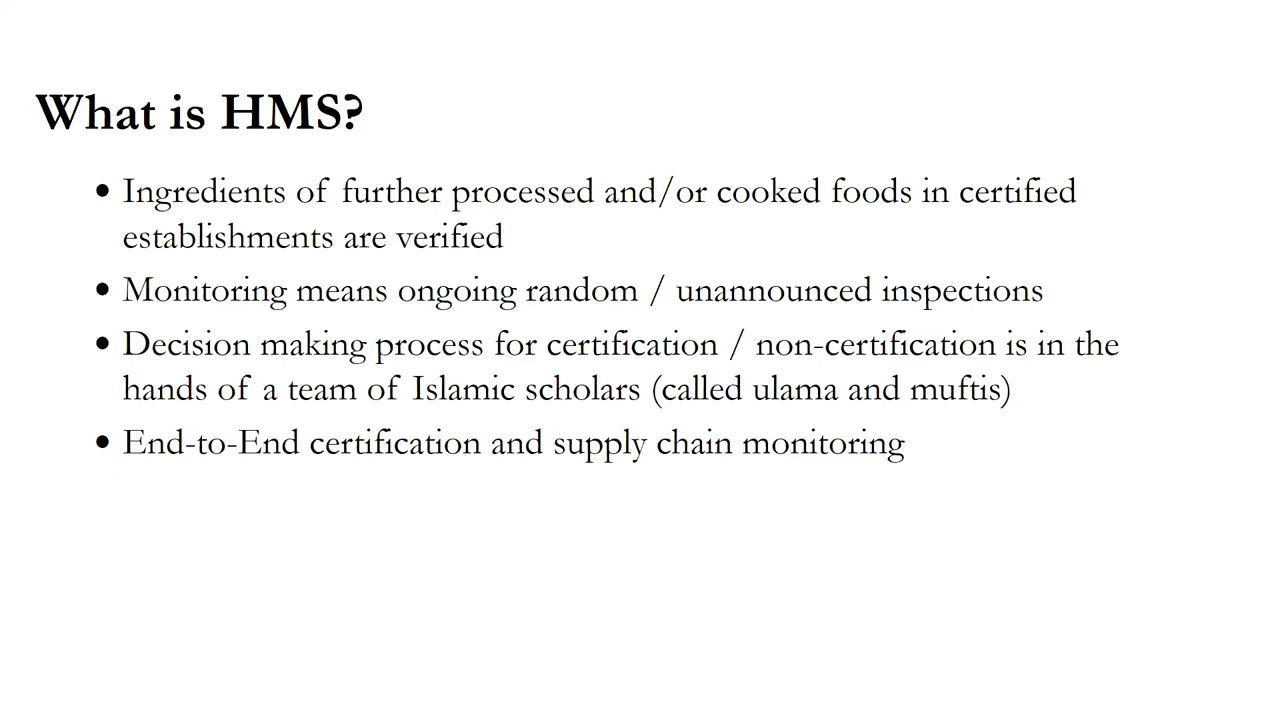 What is HMS?
• Ingredients of further processed and/or cooked foods in certified
establishments are verified
• Monitoring means ongoing random / unannounced inspections
• Decision making process for certification / non-certification is in the
hands of a team of Islamic scholars (called ulama and muftis)
• End-to-End certification and supply chain monitoring